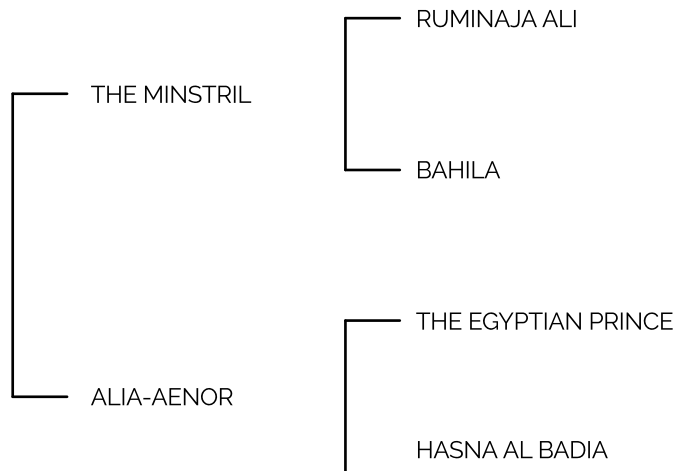 RUMINAJA ALI
THE MINSTRIL
BAHILA
THE EGYPTIAN PRINCE
ALIA-AENOR
HASNA AL BADIA